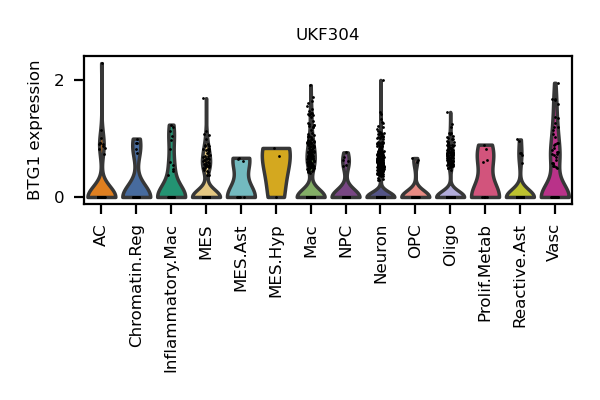 UKF304
BTG1 expression
2
0
AC
Chromatin.Reg
Inflammatory.Mac
MES
MES.Ast
MES.Hyp
Mac
NPC
Neuron
OPC
Oligo
Prolif.Metab
Reactive.Ast
Vasc